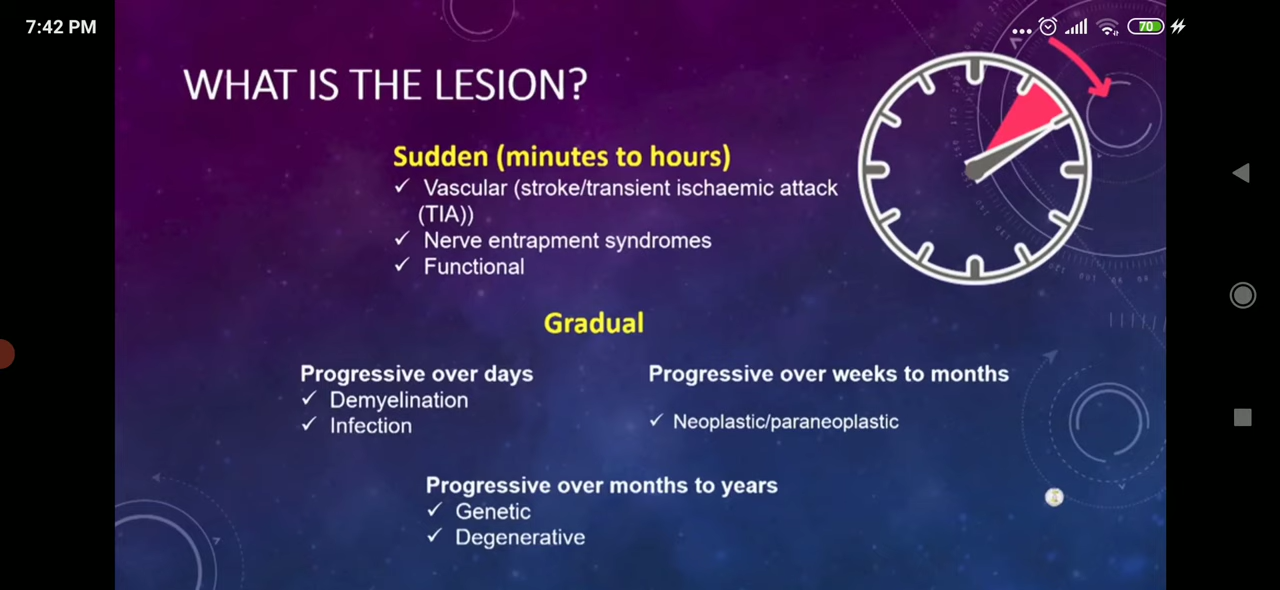 7:42 PM
70
WHAT IS THE LESION?
Sudden (minutes to hours)
✓ Vascular (stroke/transient ischaemic attack
(TIA))
✓ Nerve entrapment syndromes
✓ Functional
Gradual
Progressive over days
✓ Demyelination
✓ Infection
Progressive over weeks to months
✓ Neoplastic/paraneoplastic
Progressive over months to years
✓ Genetic
✓ Degenerative